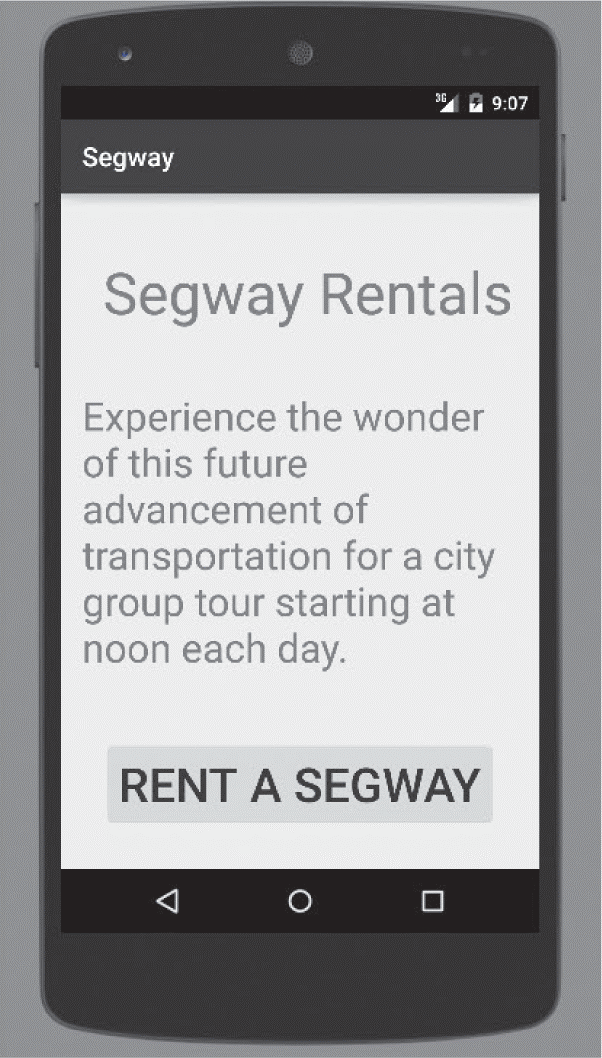 3G 9:07
Segway
Segway Rentals
Experience the wonder
of this future
advancement of
transportation for a city
group tour starting at
noon each day.
RENT A SEGWAY